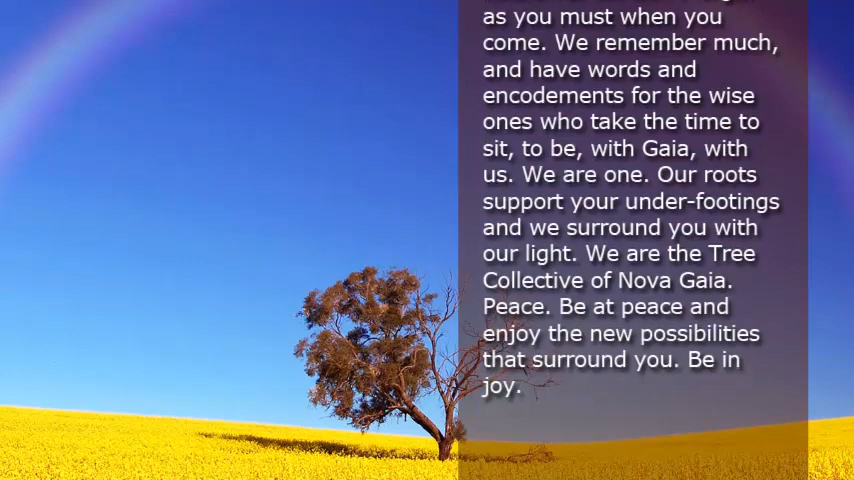 as you must when you
come. We remember much,
and have words and
encodements for the wise
ones who take the time to
sit, to be, with Gaia, with
us. We are one. Our roots
support your under-footings
and we surround you with
our light. We are the Tree
Collective of Nova Gaia.
Peace. Be at peace and
enjoy the new possibilities
that surround you. Be in
joy.